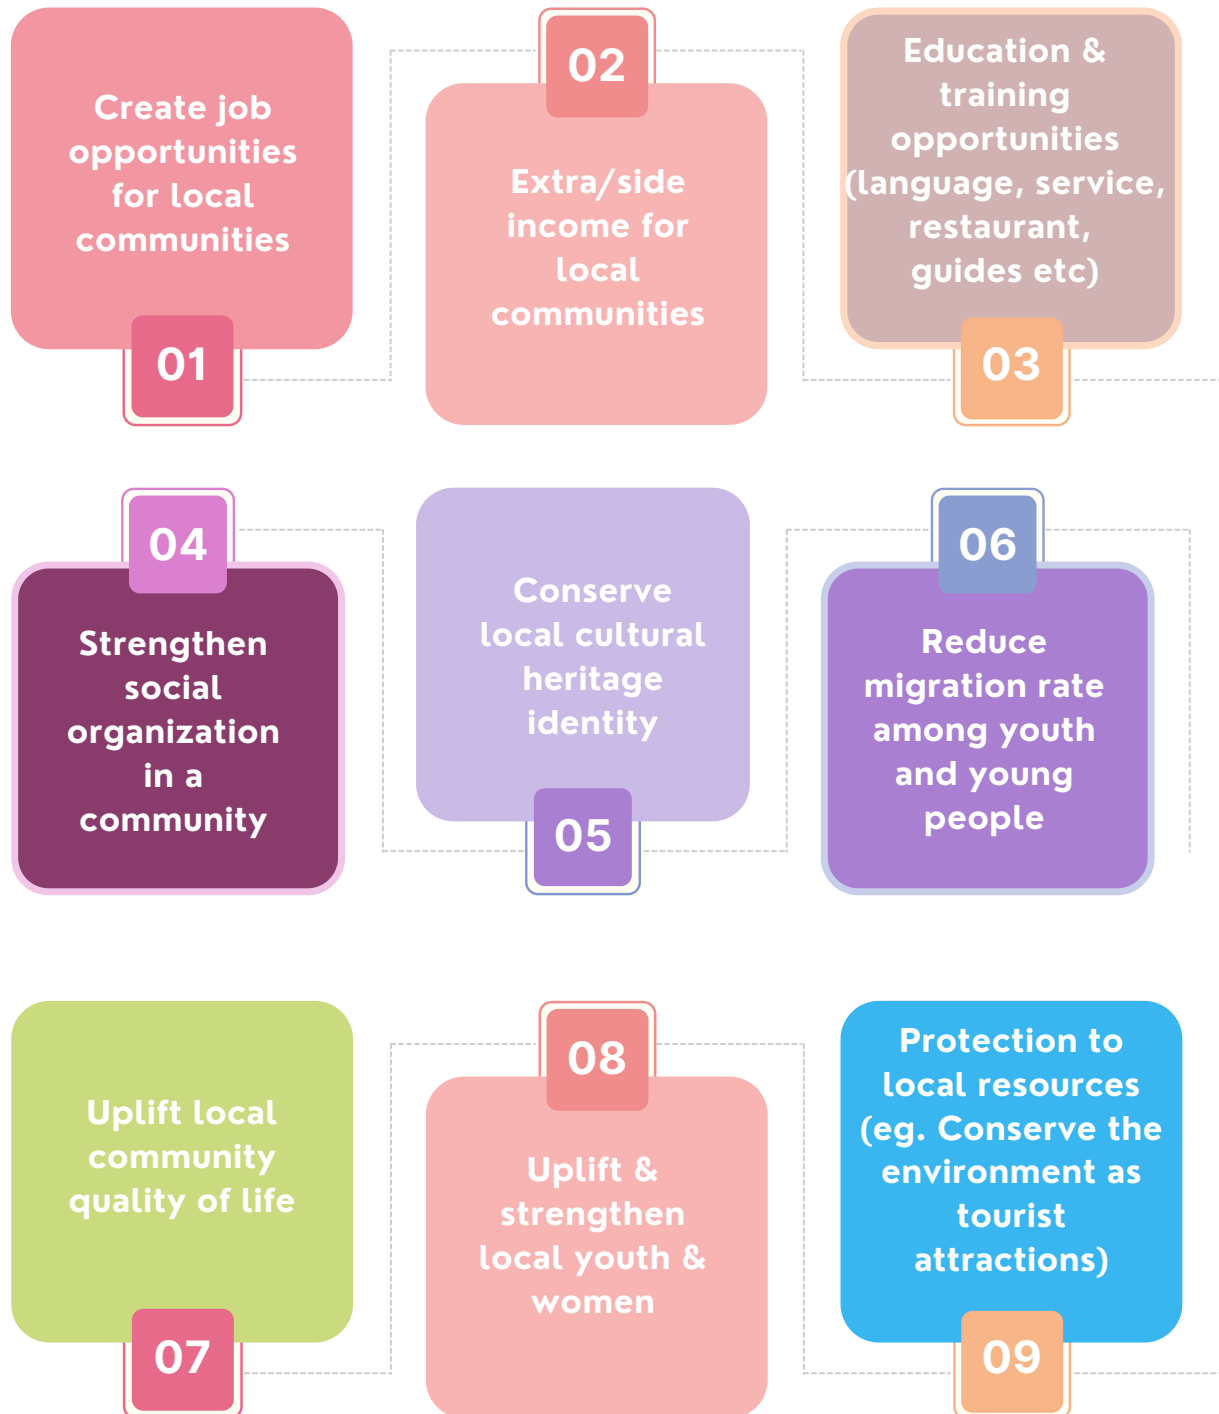 Create job
opportunities
for local
communities
01
02
Extra/side
income for
local
communities
Education &
training
opportunities
(language, service,
restaurant,
guides etc)
03
04
Strengthen
social
organization
in a
community
Conserve
local cultural
heritage
identity
05
06
Reduce
migration rate
among youth
and young
people
Uplift local
community
quality of life
07
08
Uplift &
strengthen
local youth &
women
Protection to
local resources
(eg. Conserve the
environment as
tourist
attractions)
09